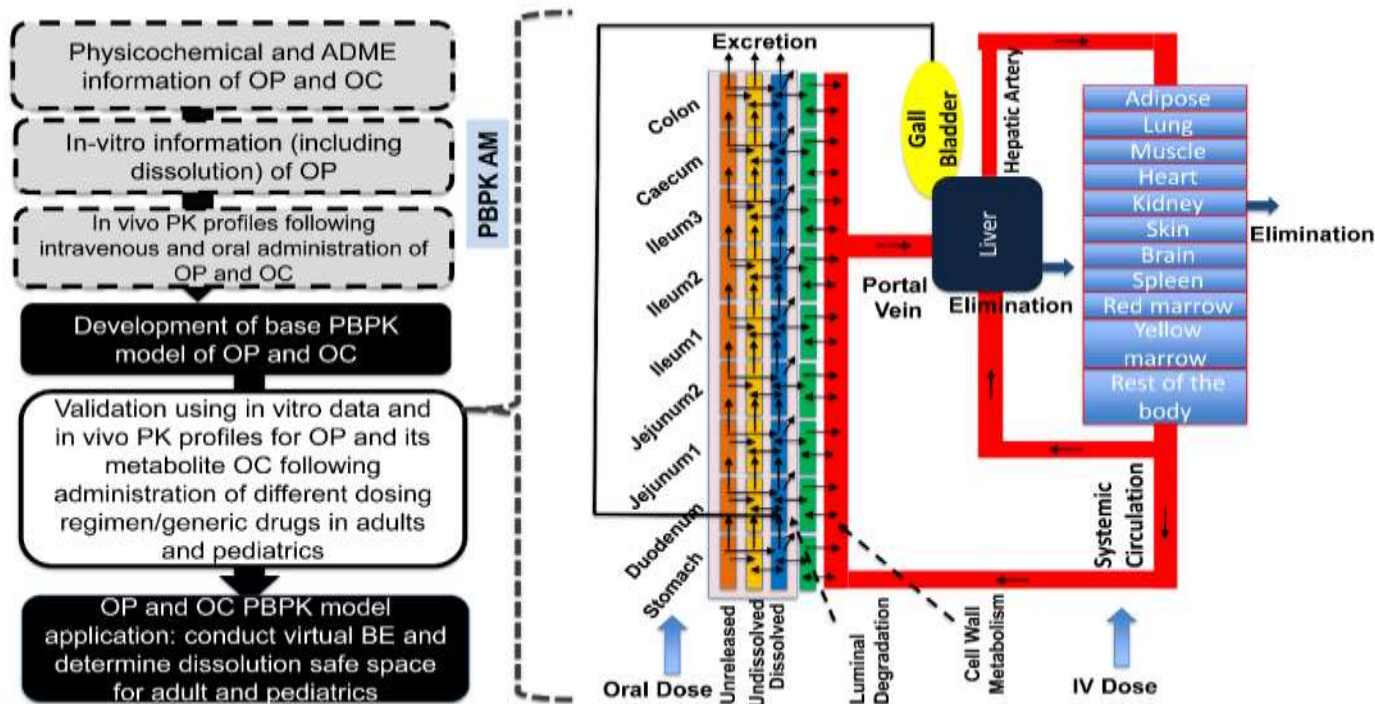 Physicochemical and ADME
information of OP and OC
In-vitro information (including
dissolution) of OP
In vivo PK profiles following
intravenous and oral administration of
OP and OC
Development of base PBPK
model of OP and OC
Validation using in vitro data and
in vivo PK profiles for OP and its
metabolite OC following
administration of different dosing
regimen/generic drugs in adults
and pediatrics
OP and OC PBPK model
application: conduct virtual BE and
determine dissolution safe space
for adult and pediatrics
PBPK AM
Excretion
Colon
Caecum
Ileum3
Ileum2
Ileum1
Jejunum2
Jejunum1
Duodenum
Stomach
Oral Dose
Unreleased
Undissolved
Dissolved
Luminal
Degradation
Cell Wall
Metabolism
Gall
Bladder
Hepatic Artery
Liver
Portal
Vein
Elimination
Adipose
Lung
Muscle
Heart
Kidney
Skin
Brain
Spleen
Red marrow
Yellow
marrow
Rest of the
body
Elimination
Systemic
Circulation
IV Dose